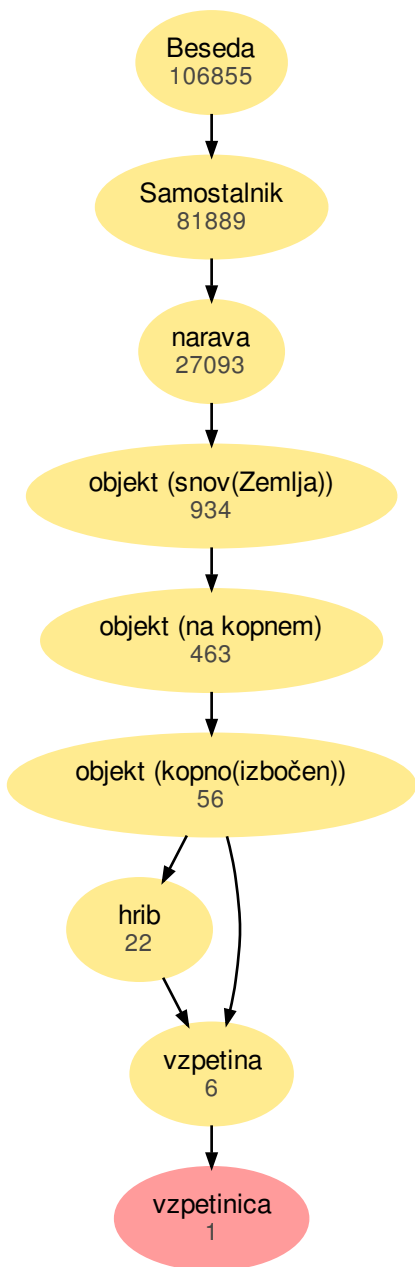 Beseda
106855
Samostalnik
81889
narava
27093
objekt (snov(Zemlja))
934
objekt (na kopnem)
463
objekt (kopno(izbočen))
56
hrib
22
vzpetina
6
vzpetinica
1